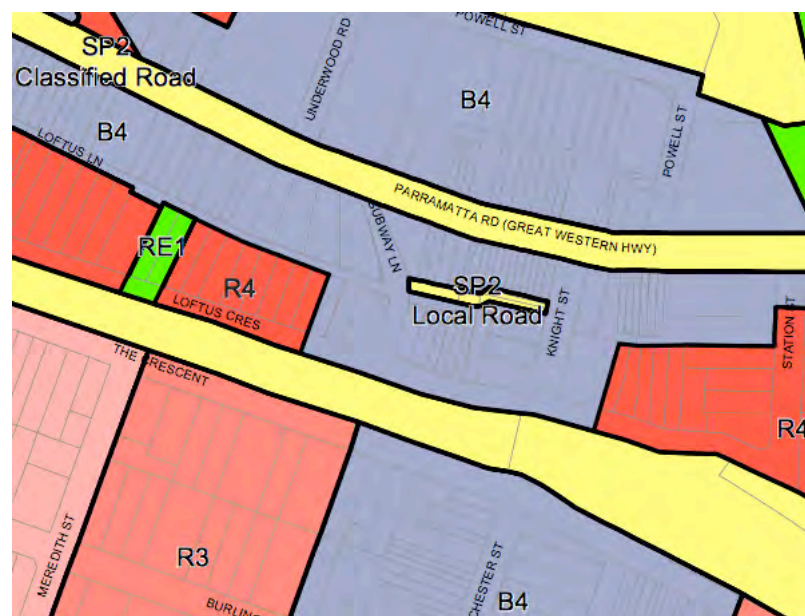 POWELL ST
SP2
Classified Road
UNDERWOOD RD
B4
POWELL ST
B4
LOFTUS LN
PARRAMATTA RD (GREAT WESTERN HWY)
SUBWAY LN
RE1
R4
SP2
Local Road
LOFTUS CRES
KNIGHT ST
STATION ST
THE CRESCENT
R4
R3
MEREDITH ST
CHESTER ST
B4
BURLING